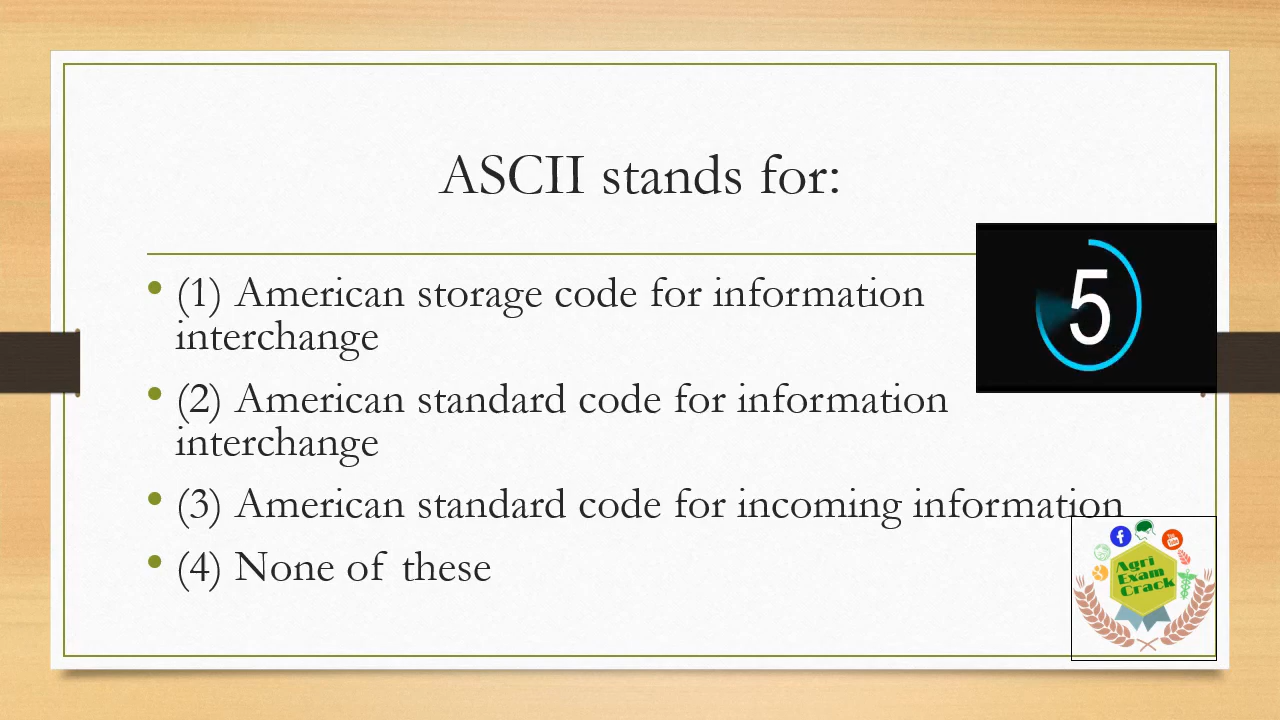 ASCII stands for:
5
• (1) American storage code for information
interchange
• (2) American standard code for information
interchange
• (3) American standard code for incoming information
• (4) None of these
Agri
Exam
Crack